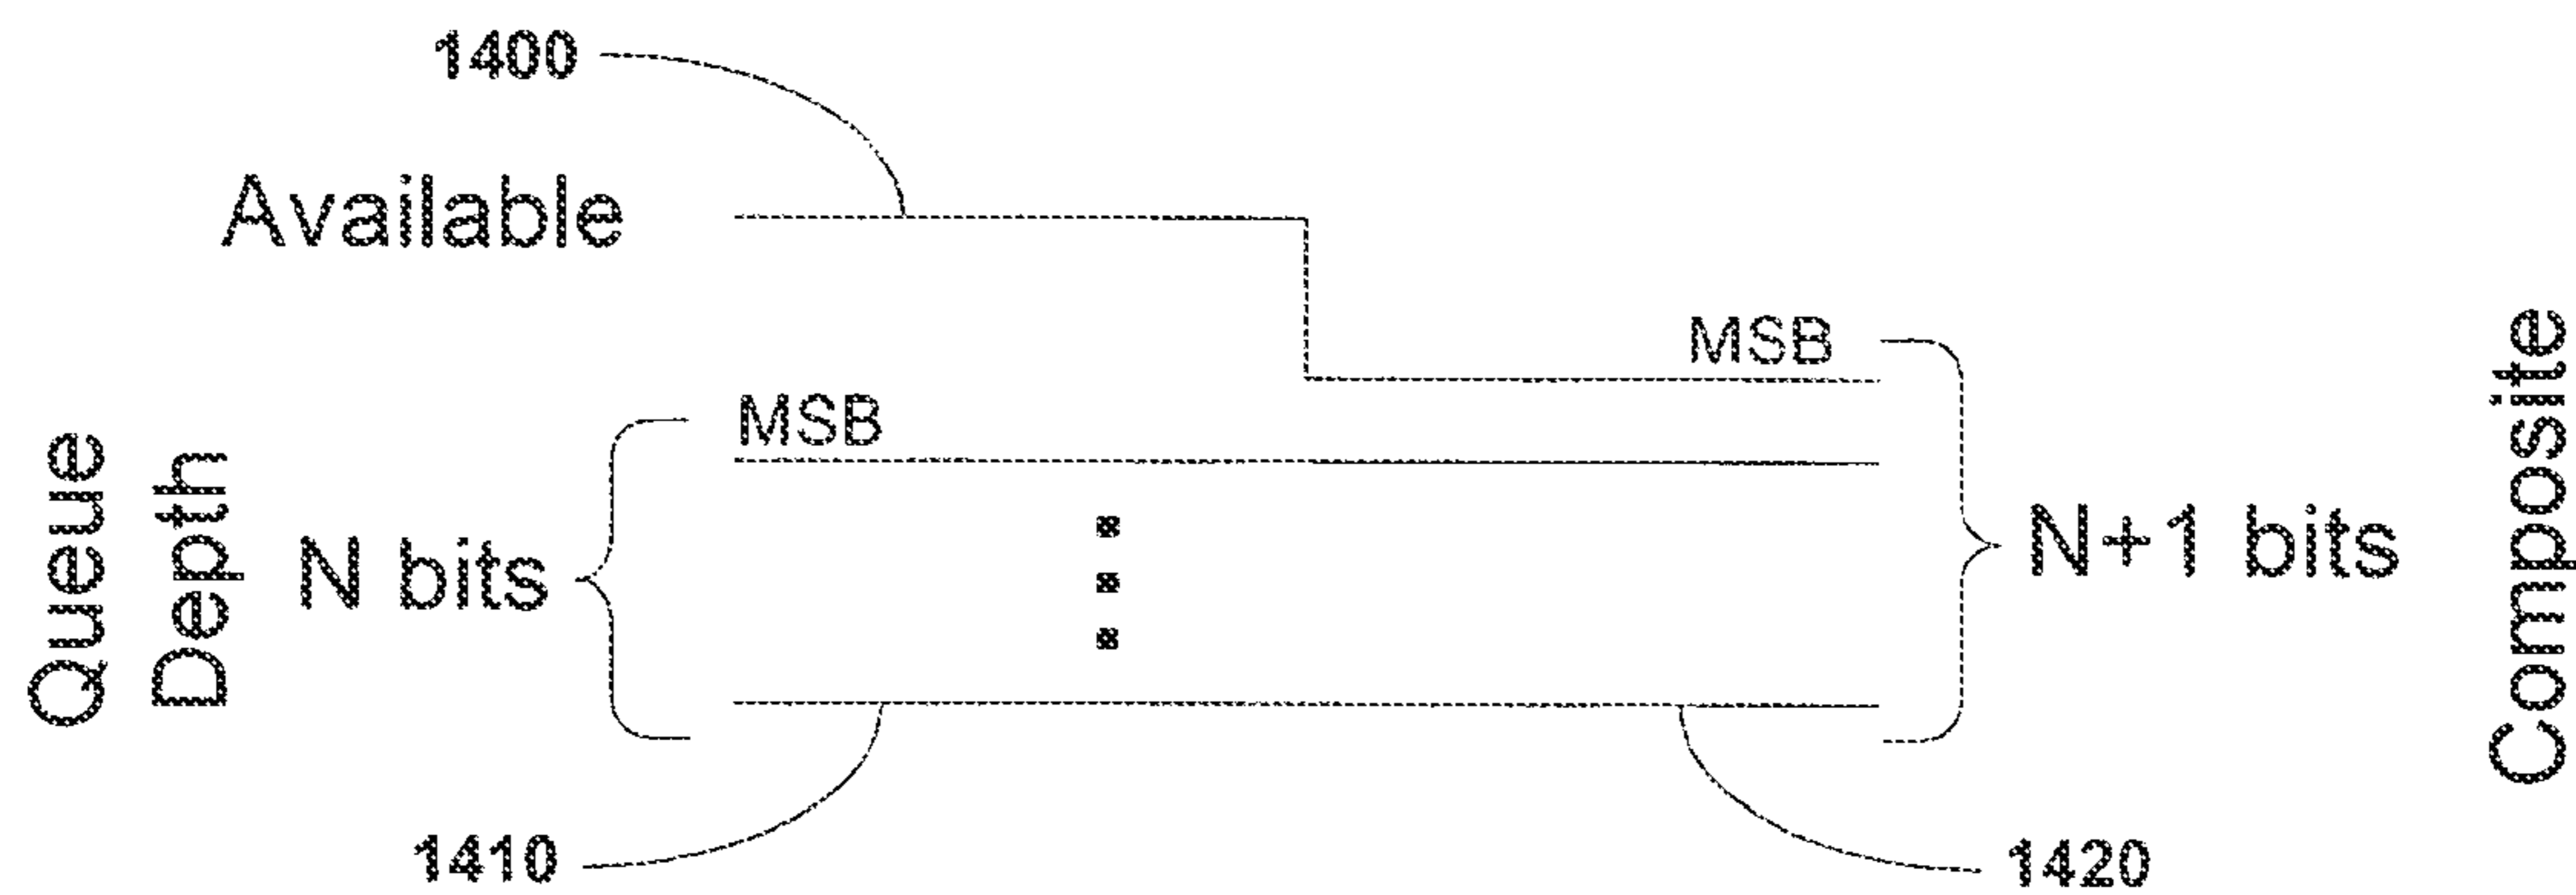 1400
Available
MSB
MSB
Queue
Depth
N bits
N+1 bits
Composite
1410
1420